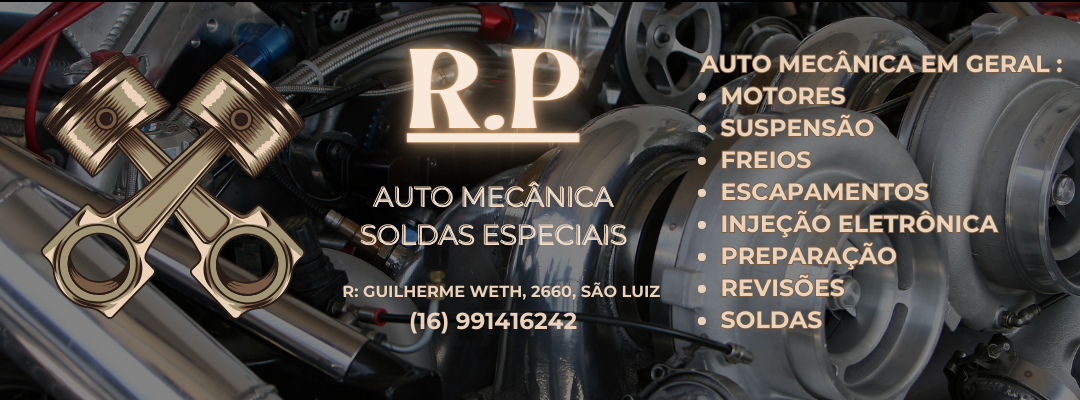 R.P
AUTO MECÂNICA
SOLDAS ESPECIAIS
R: GUILHERME WETH, 2660, SÃO LUIZ
(16) 991416242
AUTO MECÂNICA EM GERAL :
• MOTORES
• SUSPENSÃO
• FREIOS
• ESCAPAMENTOS
• INJEÇÃO ELETRÔNICA
• PREPARAÇÃO
• REVISÕES
• SOLDAS